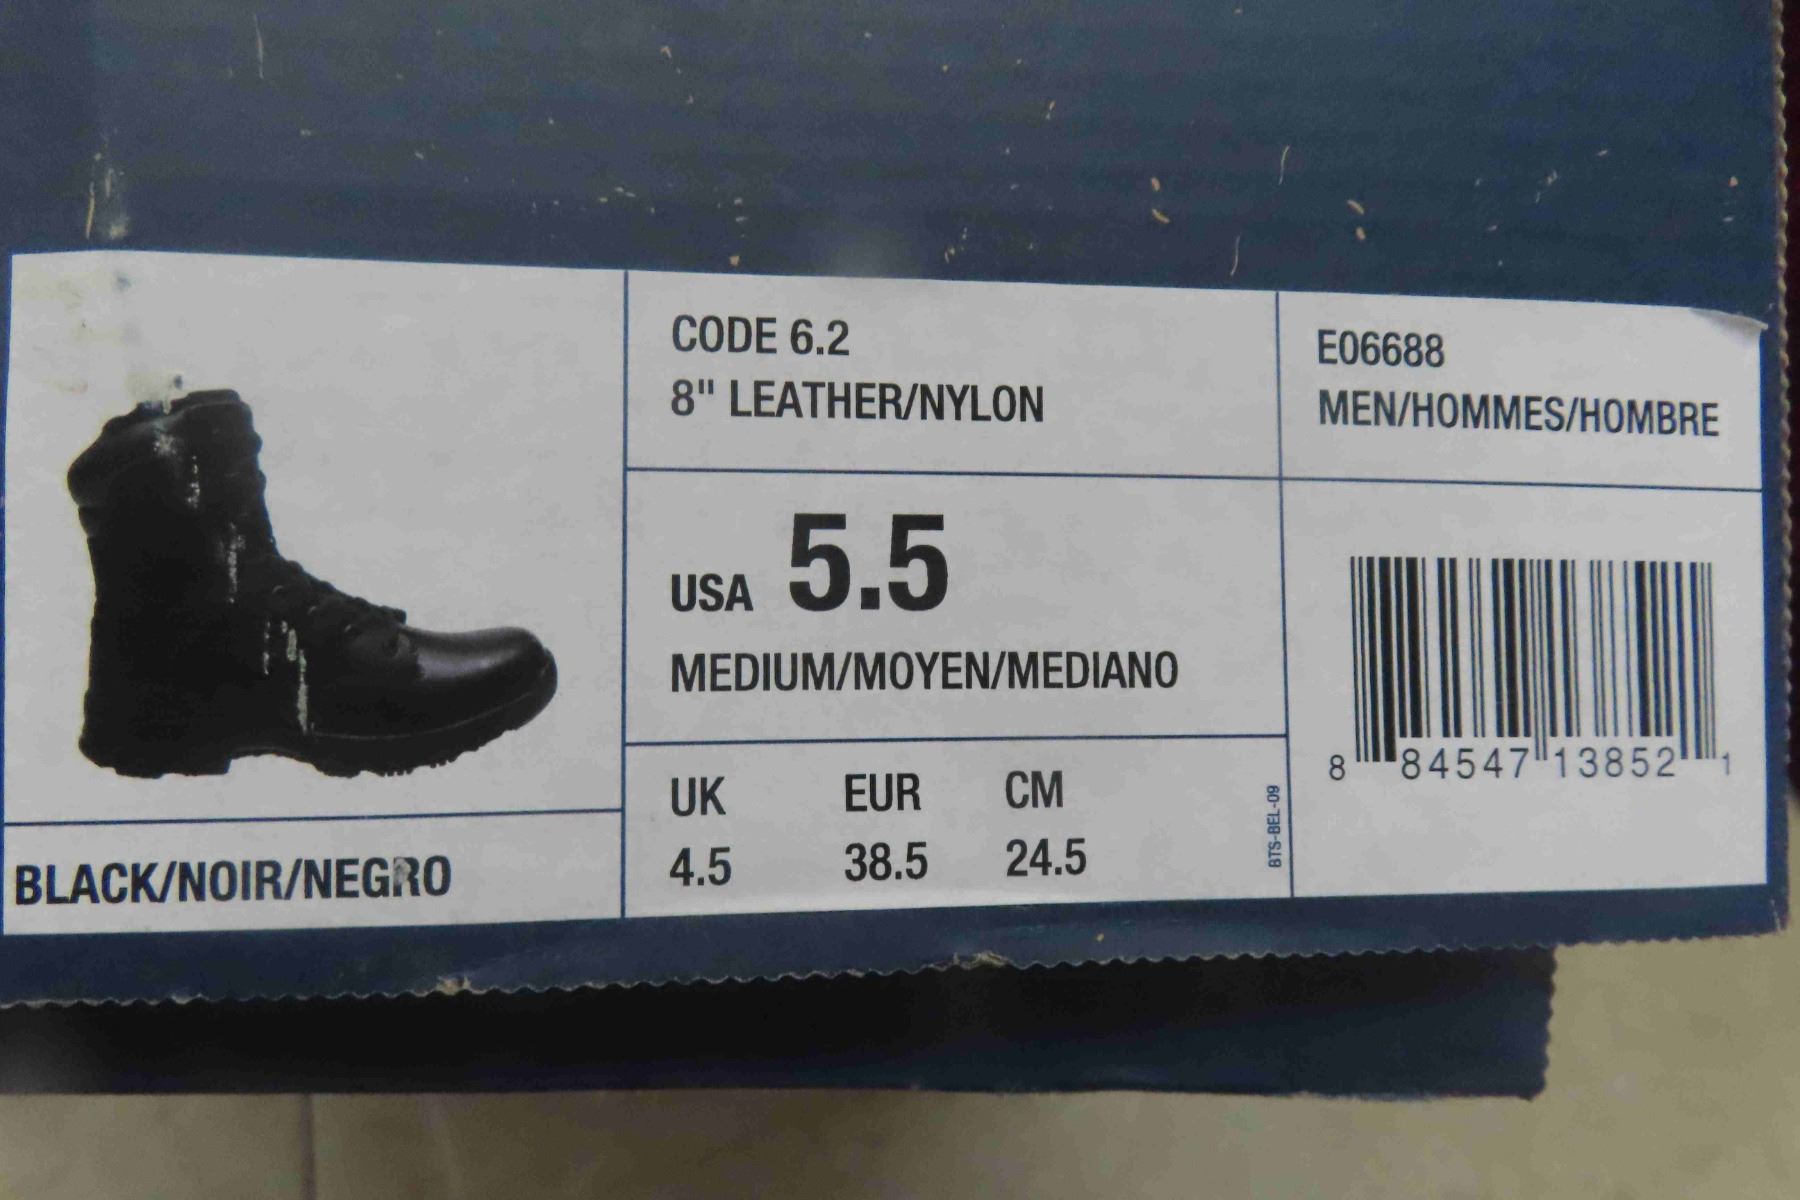 CODE 6.2
8" LEATHER/NYLON
E06688
MEN/HOMMES/HOMBRE
USA 5.5
MEDIUM/MOYEN/MEDIANO
UK EUR CM
4.5 38.5 24.5
BTS-BEL-09
8 84547 13852 1
BLACK/NOIR/NEGRO